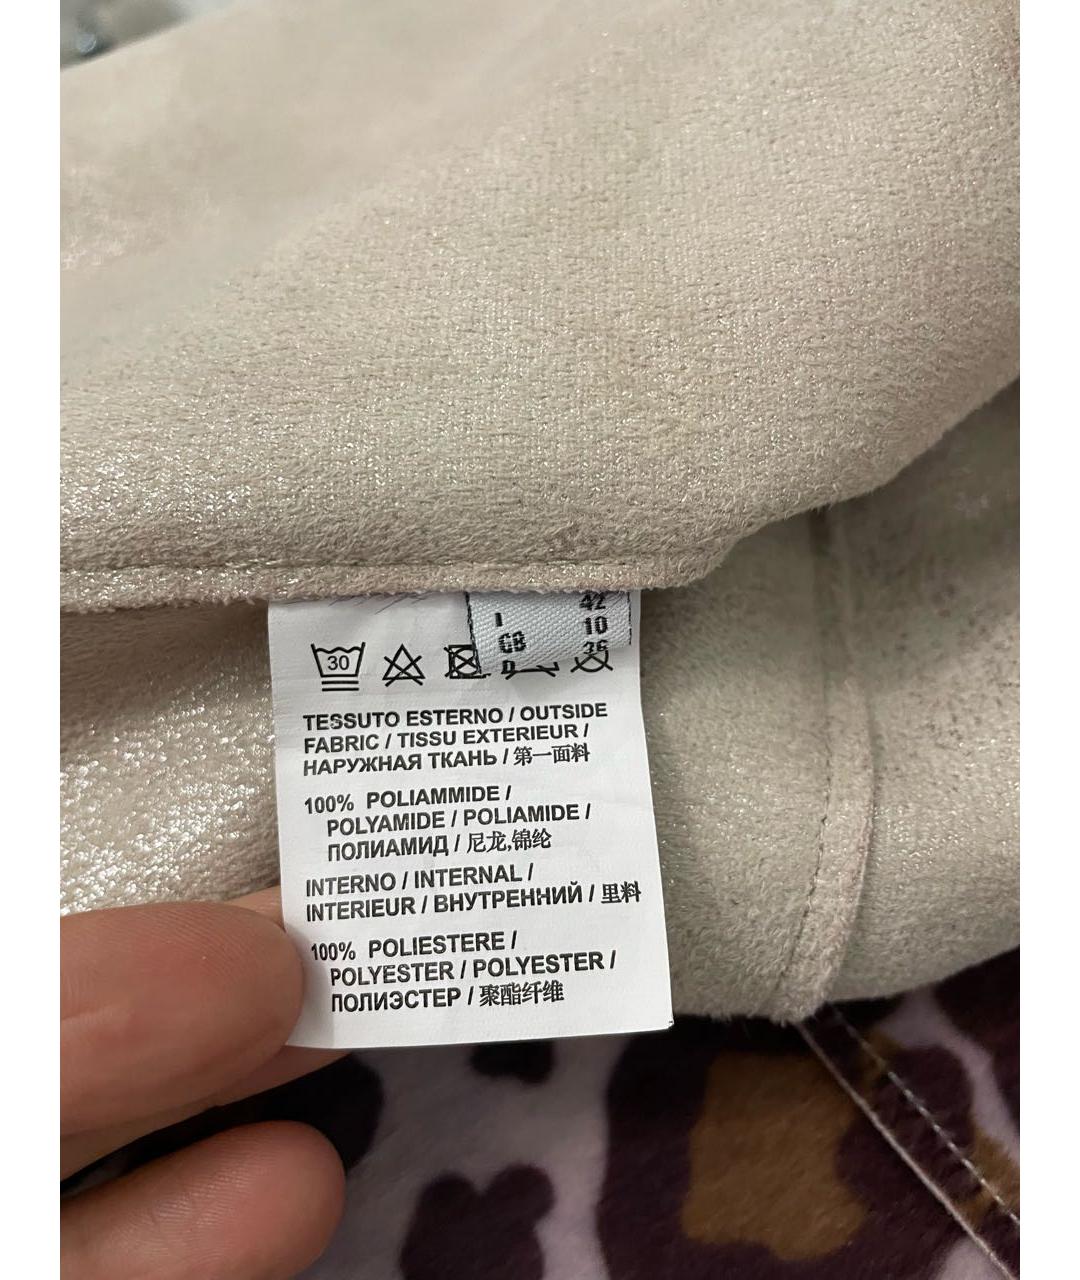 42
I 10
GB 36
D
30
TESSUTO ESTERNO / OUTSIDE
FABRIC / TISSU EXTERIEUR /
НАРУЖНАЯ ТКАНЬ / 第一面料
100% POLIAMMIDE /
POLYAMIDE / POLIAMIDE /
ПОЛИАМИД / 尼龙,锦纶
INTERNO / INTERNAL /
INTERIEUR / ВНУТРЕННИЙ / 里料
100% POLIESTERE /
POLYESTER / POLYESTER /
ПОЛИЭСТЕР / 聚酯纤维